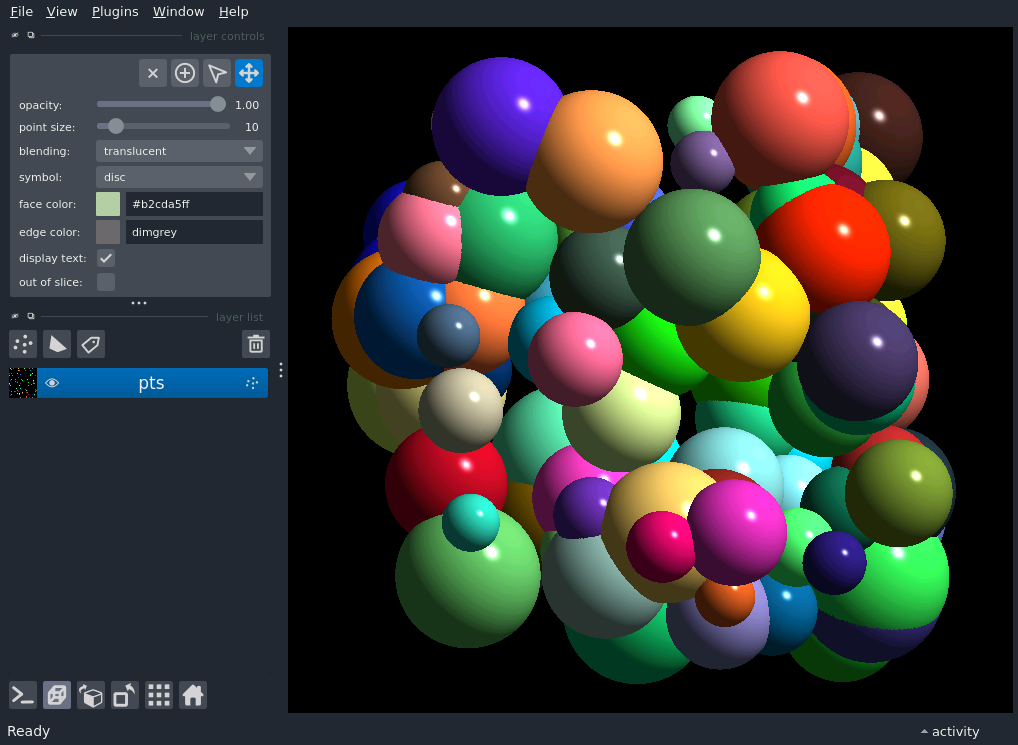 File View Plugins Window Help
layer controls
opacity: 1.00
point size: 10
blending: translucent
symbol: disc
face color: #b2cda5ff
edge color: dimgrey
display text:
out of slice:
layer list
pts
Ready
activity